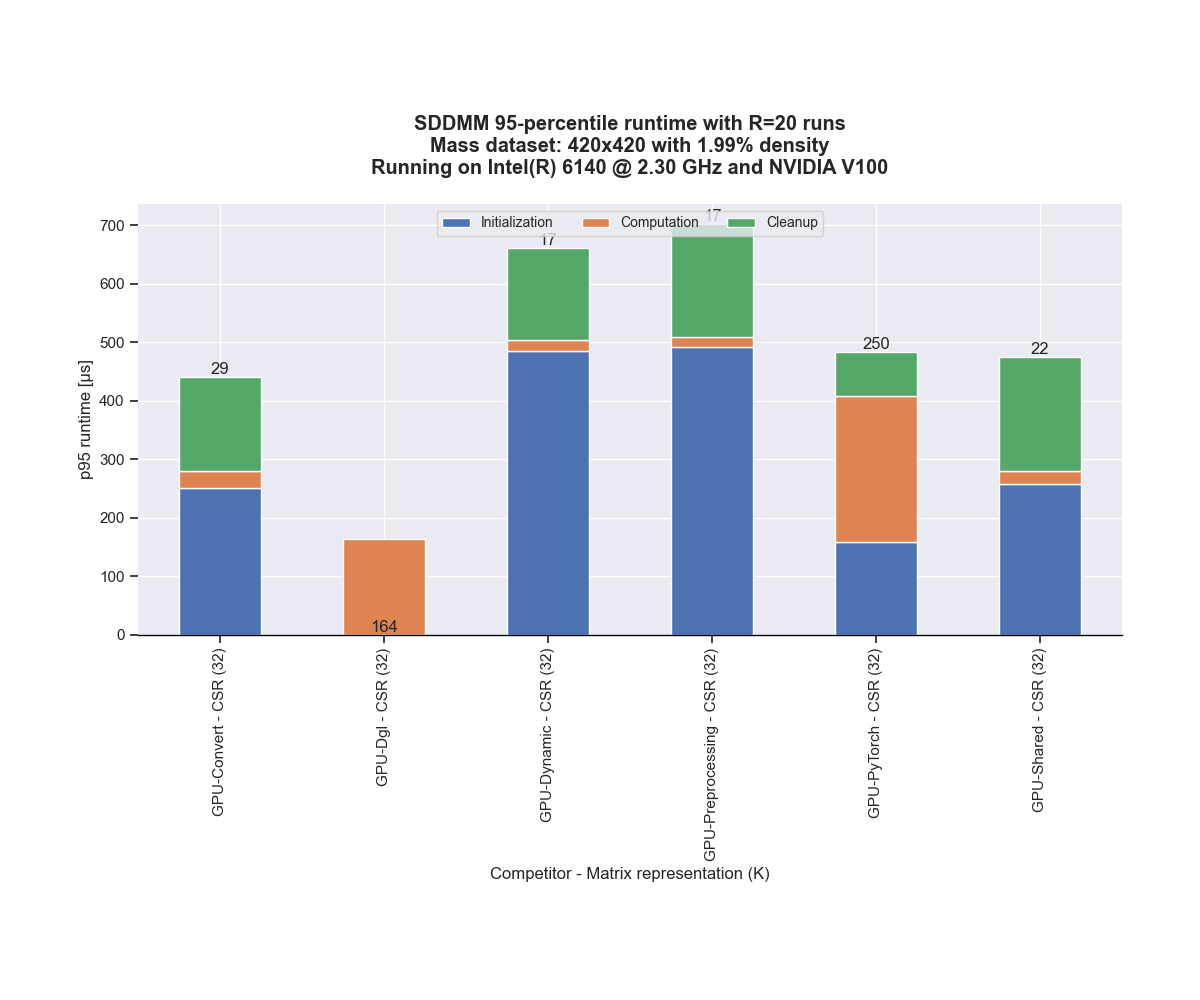 SDDMM 95-percentile runtime with R=20 runs
Mass dataset: 420x420 with 1.99% density
Running on Intel(R) 6140 @ 2.30 GHz and NVIDIA V100
Initialization
Computation
Cleanup
p95 runtime [µs]
700
600
500
400
300
200
100
0
29
164
17
17
250
22
GPU-Convert - CSR (32)
GPU-Dgl - CSR (32)
GPU-Dynamic - CSR (32)
GPU-Preprocessing - CSR (32)
GPU-PyTorch - CSR (32)
GPU-Shared - CSR (32)
Competitor - Matrix representation (K)